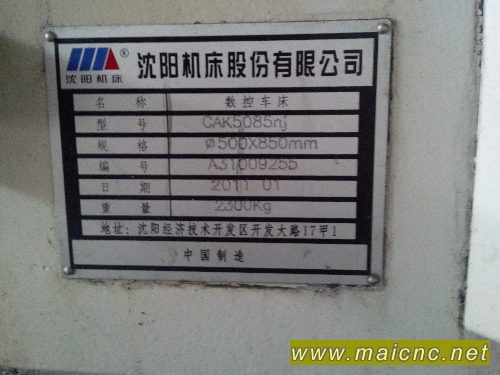 沈阳机床® 沈阳机床股份有限公司
名称 数控车床
型号 CAK5085nj
规格 Ø500X850mm
编号 A31009255
日期 2011 01
重量 2300Kg
地址: 沈阳经济技术开发区开发大路17甲1
中国制造
www.maicnc.net